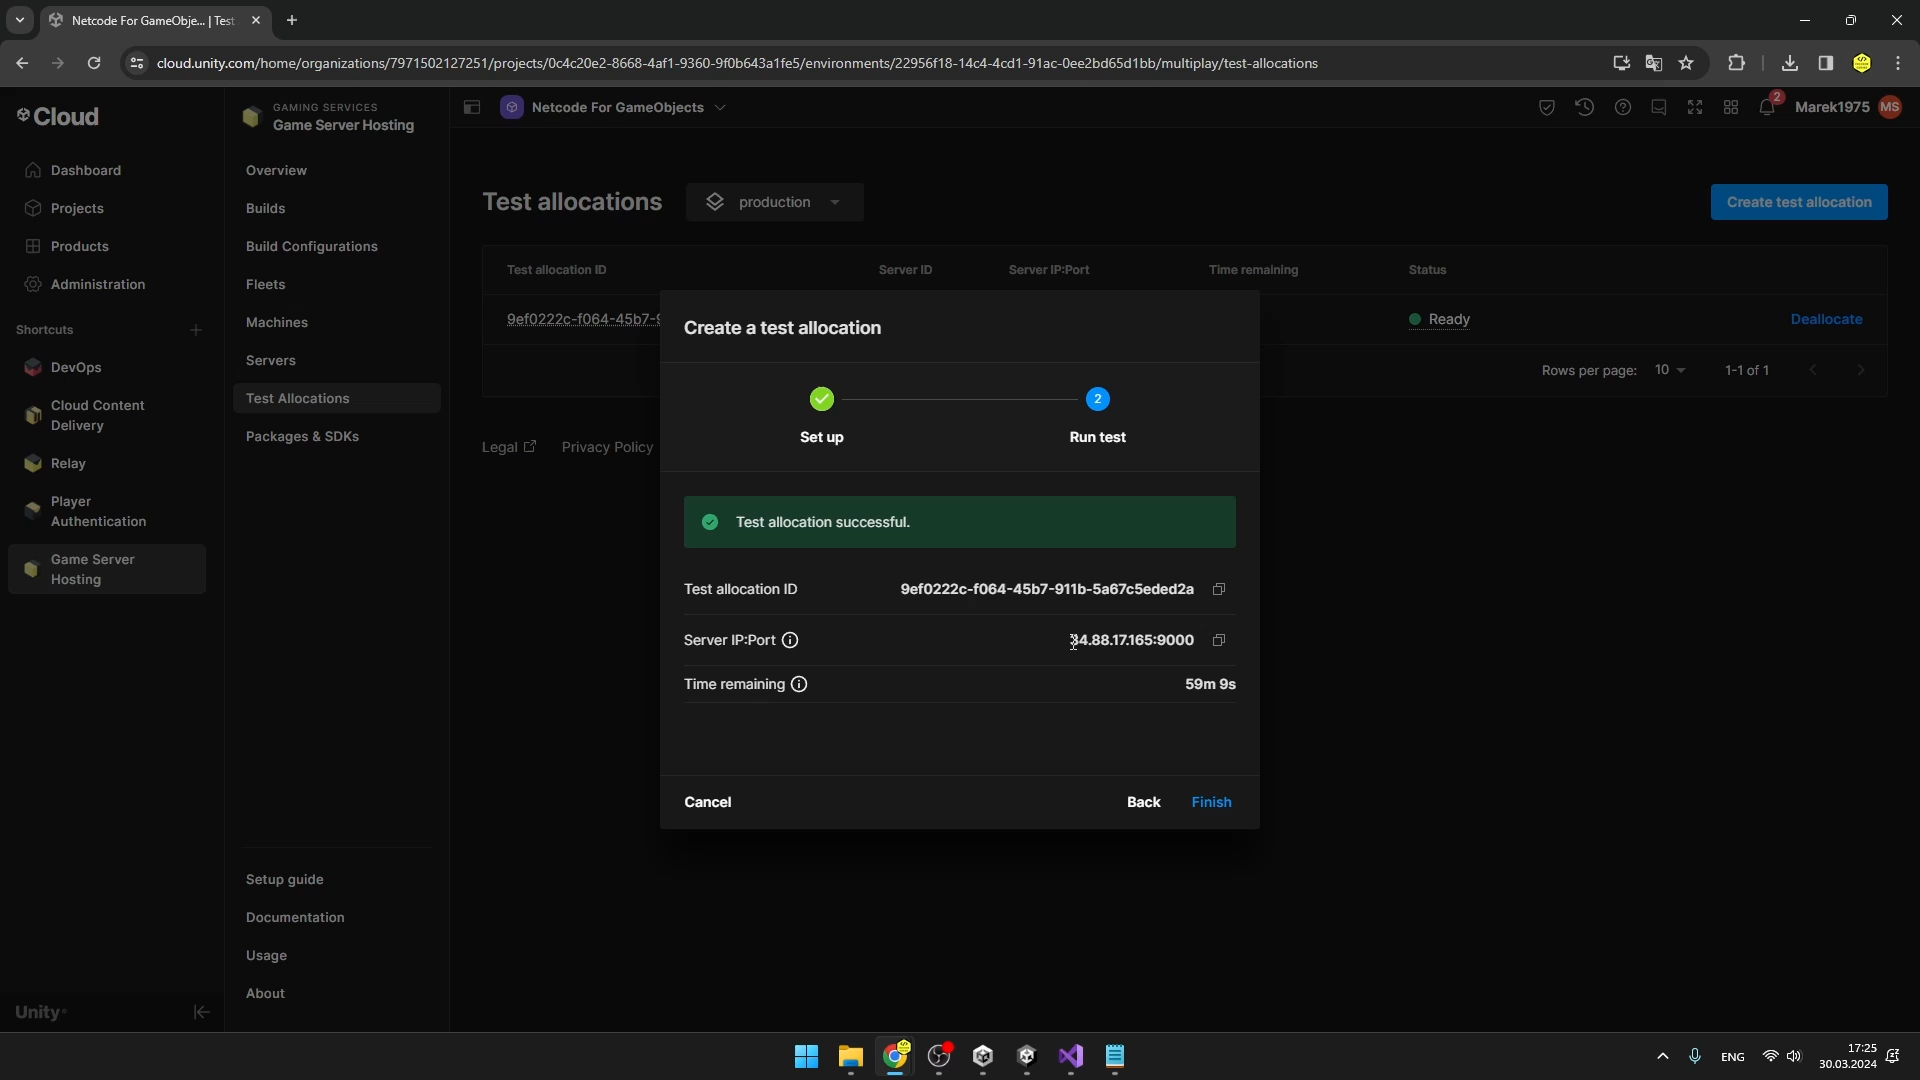 Netcode For GameObje... | Test
cloud.unity.com/home/organizations/7971502127251/projects/0c4c20e2-8668-4af1-9360-9f0b643a1fe5/environments/22956f18-14c4-4cd1-91ac-0ee2bd65d1bb/multiplay/test-allocations
Cloud
GAMING SERVICES
Game Server Hosting
Netcode For GameObjects
2
Marek1975
MS
Dashboard
Projects
Products
Administration
Shortcuts
DevOps
Cloud Content
Delivery
Relay
Player
Authentication
Game Server
Hosting
Unity
Overview
Builds
Build Configurations
Fleets
Machines
Servers
Test Allocations
Packages & SDKs
Setup guide
Documentation
Usage
About
Test allocations
production
Create test allocation
Test allocation ID
Server ID
Server IP:Port
Time remaining
Status
9ef0222c-f064-45b7-9
Ready
Deallocate
Rows per page:
10
1-1 of 1
Legal
Privacy Policy
Create a test allocation
2
Set up
Run test
Test allocation successful.
Test allocation ID
9ef0222c-f064-45b7-911b-5a67c5eded2a
Server IP:Port
34.88.17.165:9000
Time remaining
59m 9s
Cancel
Back
Finish
ENG
17:25
30.03.2024